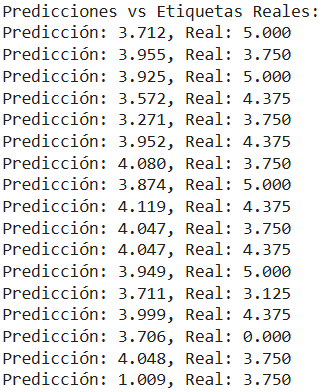 Predicciones vs Etiquetas Reales:
Predicción: 3.712, Real: 5.000
Predicción: 3.955, Real: 3.750
Predicción: 3.925, Real: 5.000
Predicción: 3.572, Real: 4.375
Predicción: 3.271, Real: 3.750
Predicción: 3.952, Real: 4.375
Predicción: 4.080, Real: 3.750
Predicción: 3.874, Real: 5.000
Predicción: 4.119, Real: 4.375
Predicción: 4.047, Real: 3.750
Predicción: 4.047, Real: 4.375
Predicción: 3.949, Real: 5.000
Predicción: 3.711, Real: 3.125
Predicción: 3.999, Real: 4.375
Predicción: 3.706, Real: 0.000
Predicción: 4.048, Real: 3.750
Predicción: 1.009, Real: 3.750